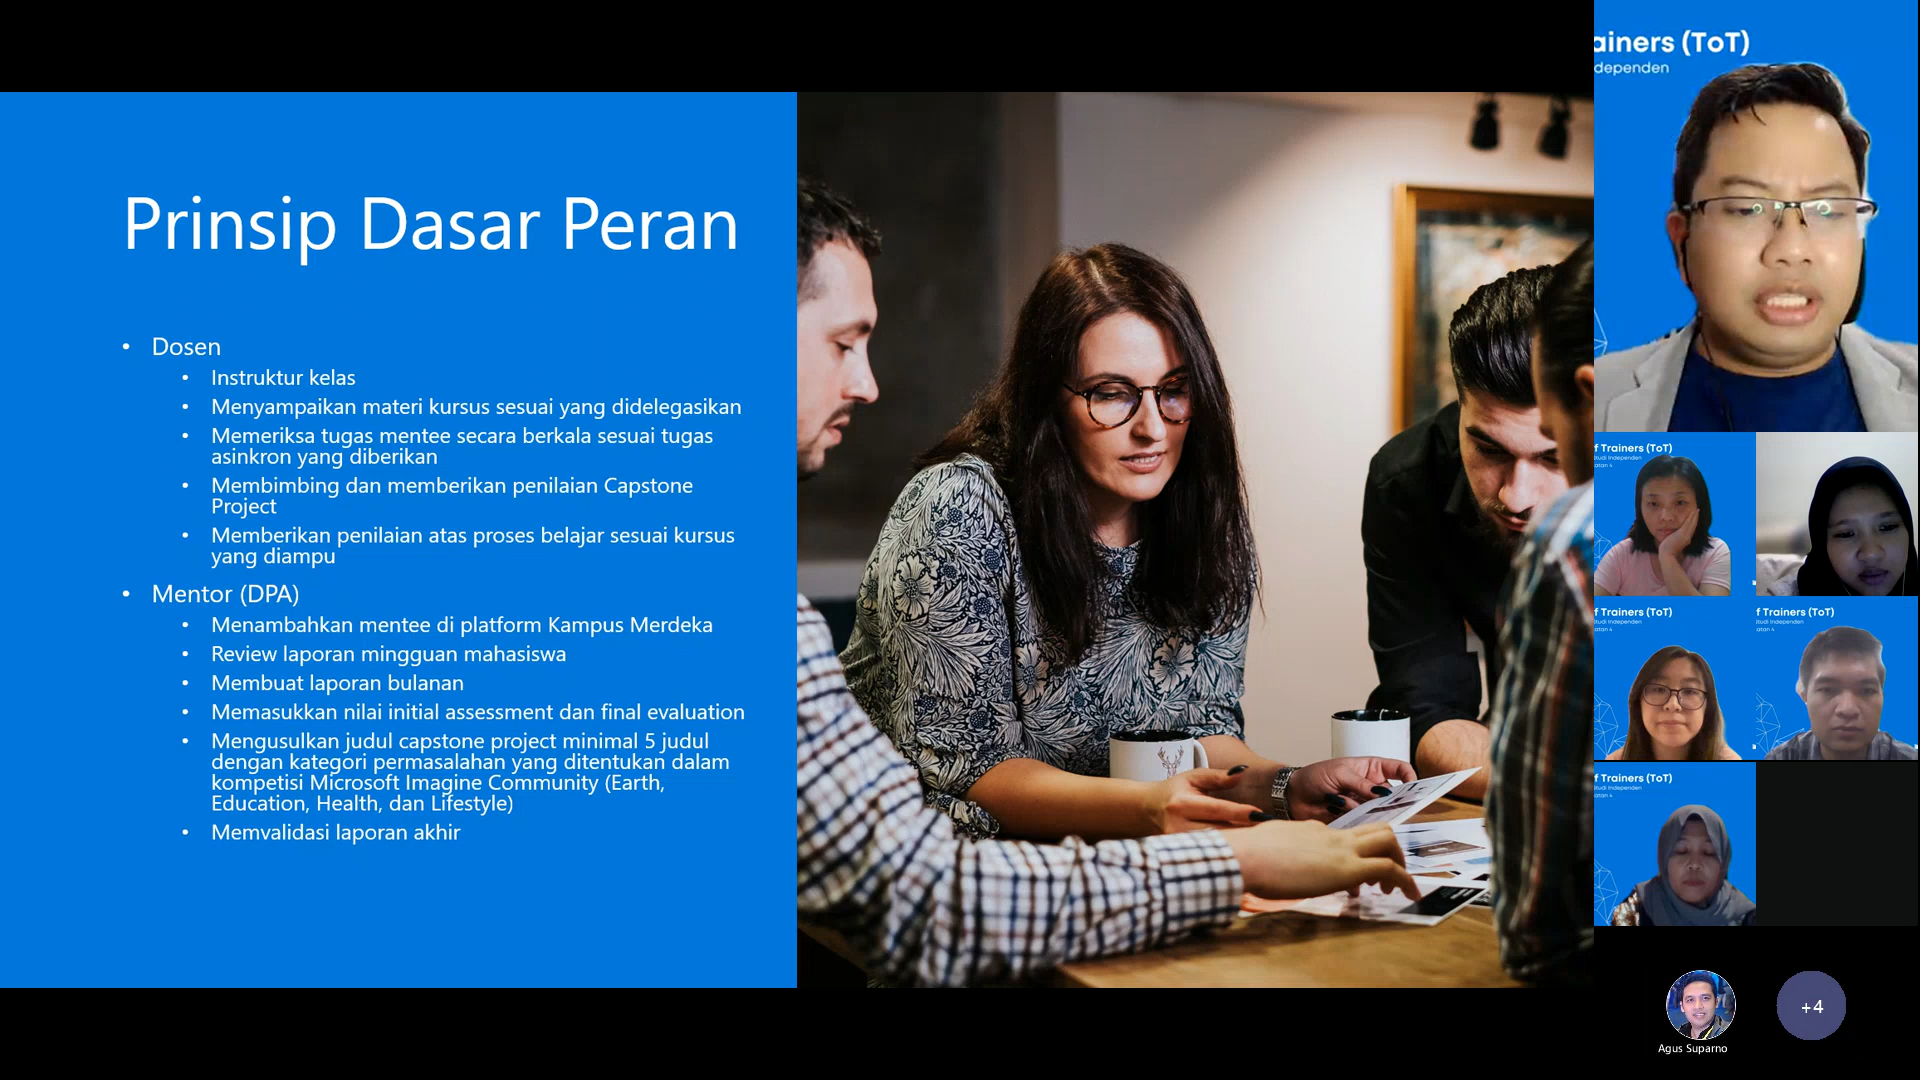 Prinsip Dasar Peran
• Dosen
• Instruktur kelas
• Menyampaikan materi kursus sesuai yang didelegasikan
• Memeriksa tugas mentee secara berkala sesuai tugas
asinkron yang diberikan
• Membimbing dan memberikan penilaian Capstone
Project
• Memberikan penilaian atas proses belajar sesuai kursus
yang diampu
• Mentor (DPA)
• Menambahkan mentee di platform Kampus Merdeka
• Review laporan mingguan mahasiswa
• Membuat laporan bulanan
• Memasukkan nilai initial assessment dan final evaluation
• Mengusulkan judul capstone project minimal 5 judul
dengan kategori permasalahan yang ditentukan dalam
kompetisi Microsoft Imagine Community (Earth,
Education, Health, dan Lifestyle)
• Memvalidasi laporan akhir
ainers (ToT)
dependen
f Trainers (ToT)
tudi Independen
atan 4
f Trainers (ToT)
tudi Independen
atan 4
f Trainers (ToT)
tudi Independen
atan 4
f Trainers (ToT)
tudi Independen
atan 4
Agus Suparno
+4